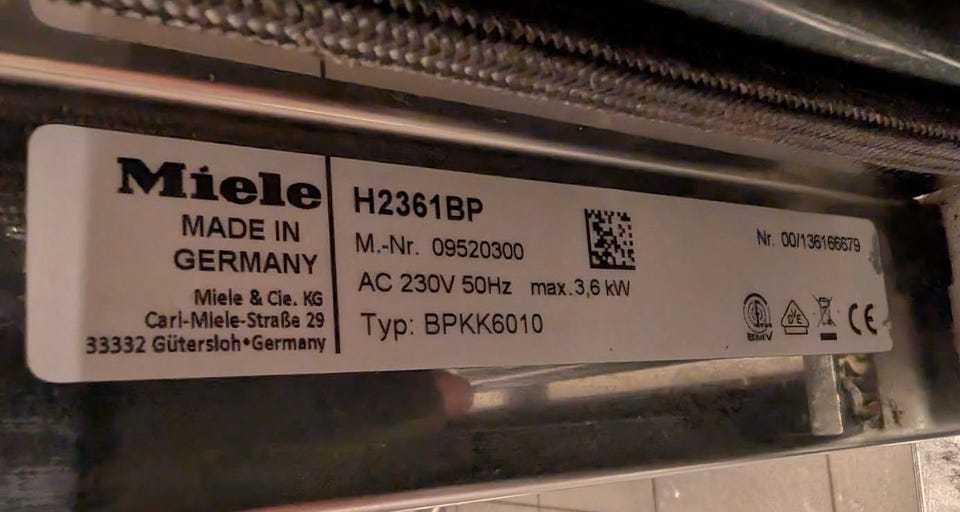 Miele
MADE IN
GERMANY
Miele & Cie. KG
Carl-Miele-Straße 29
33332 Gütersloh•Germany
H2361BP
M.-Nr. 09520300
AC 230V 50Hz max.3,6 kW
Typ: BPKK6010
Nr. 00/136166679
EMV
VDE
CE